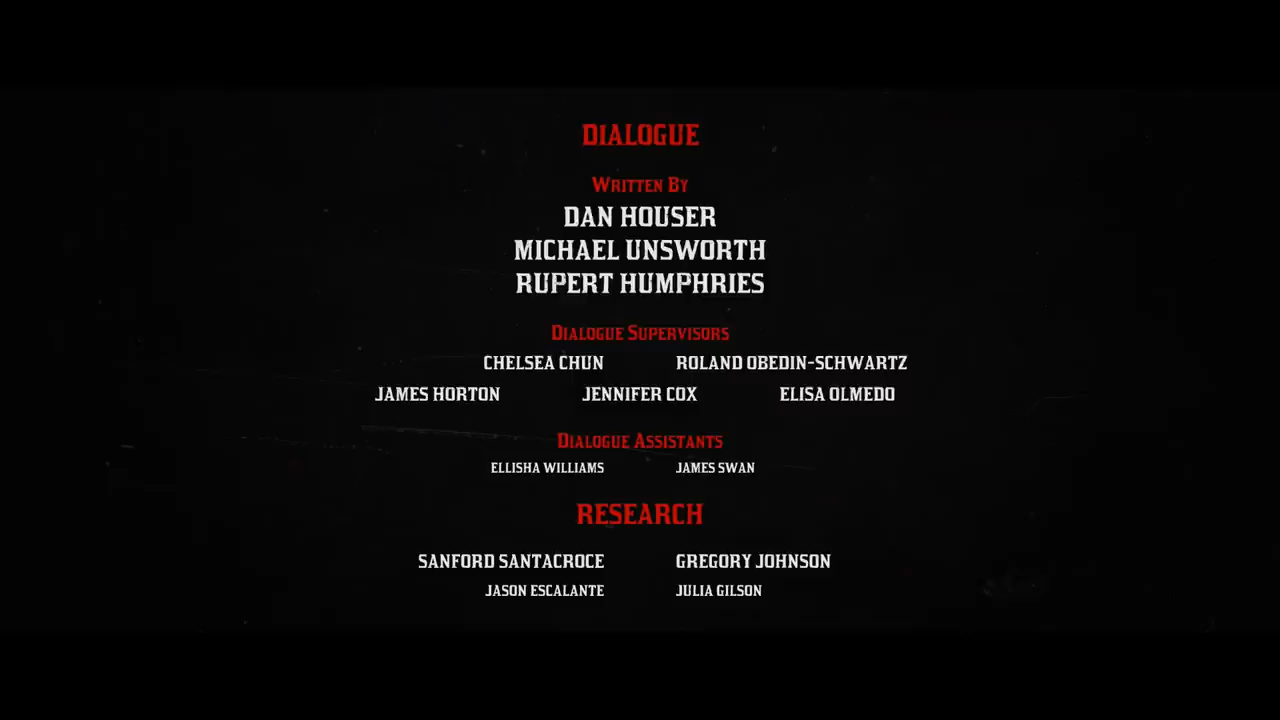 DIALOGUE
WRITTEN BY
DAN HOUSER
MICHAEL UNSWORTH
RUPERT HUMPHRIES
DIALOGUE SUPERVISORS
CHELSEA CHUN ROLAND OBEDIN-SCHWARTZ
JAMES HORTON JENNIFER COX ELISA OLMEDO
DIALOGUE ASSISTANTS
ELLISHA WILLIAMS JAMES SWAN
RESEARCH
SANFORD SANTACROCE GREGORY JOHNSON
JASON ESCALANTE JULIA GILSON